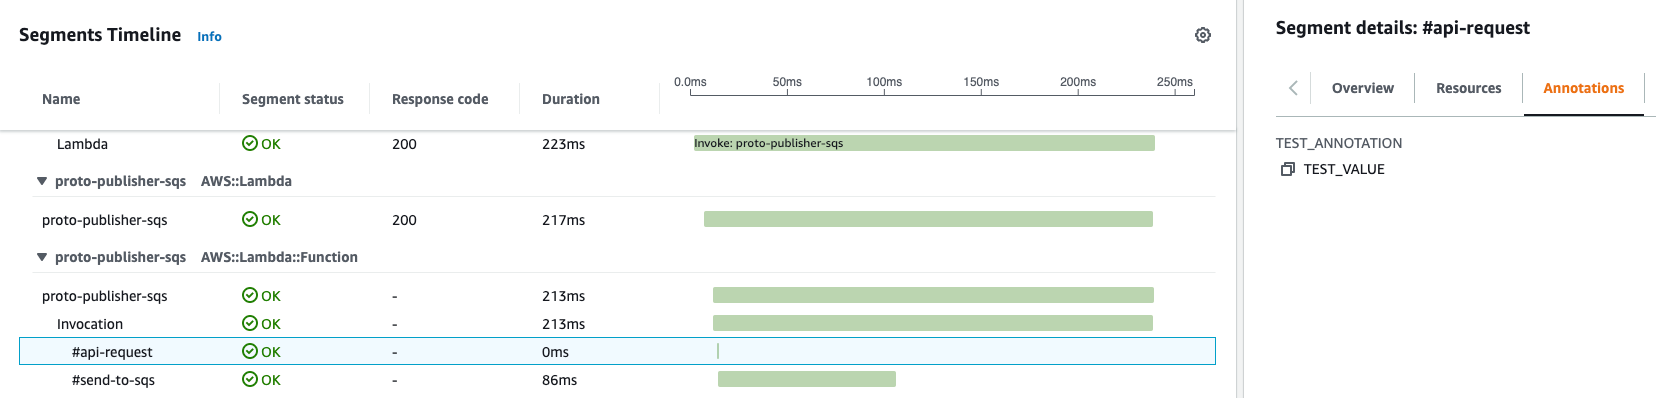 Segments Timeline Info
Name Segment status Response code Duration 0.0ms 50ms 100ms 150ms 200ms 250ms
Lambda OK 200 223ms Invoke: proto-publisher-sqs
proto-publisher-sqs AWS::Lambda
proto-publisher-sqs OK 200 217ms
proto-publisher-sqs AWS::Lambda::Function
proto-publisher-sqs OK - 213ms
Invocation OK - 213ms
#api-request OK - 0ms
#send-to-sqs OK - 86ms
Segment details: #api-request
Overview Resources Annotations
TEST_ANNOTATION
TEST_VALUE